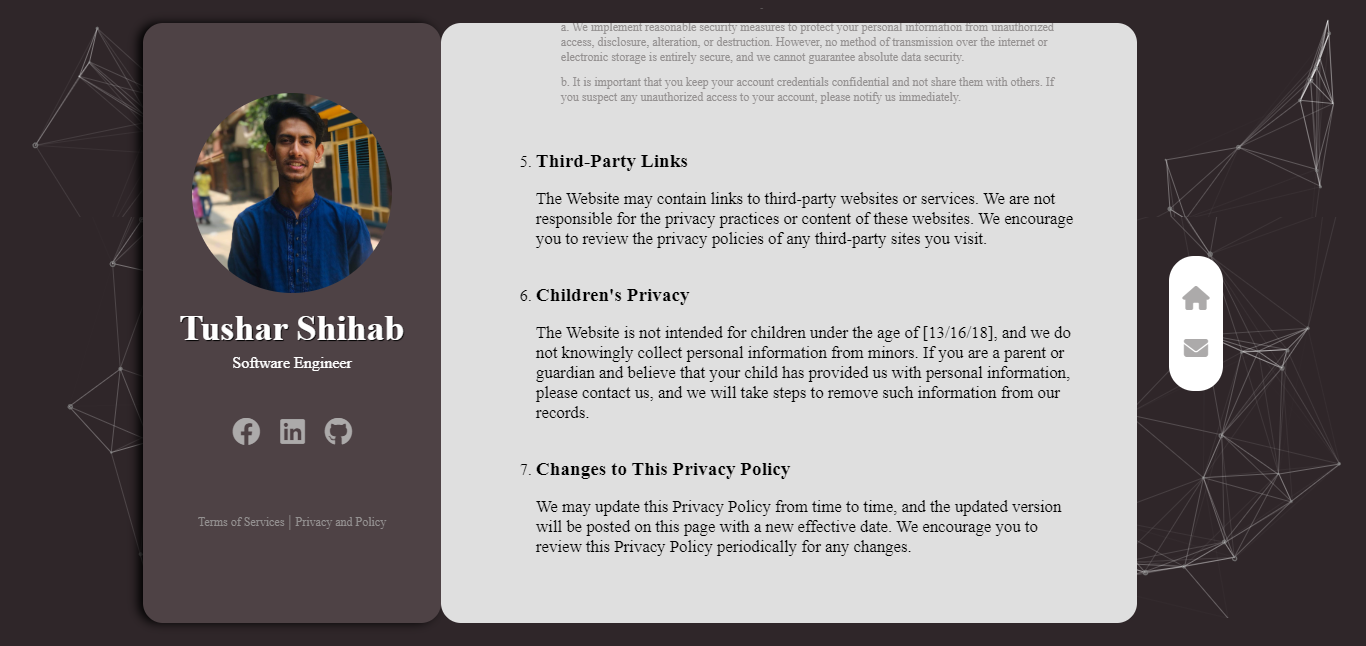 Tushar Shihab
Software Engineer
Terms of Services | Privacy and Policy
a. We implement reasonable security measures to protect your personal information from unauthorized
access, disclosure, alteration, or destruction. However, no method of transmission over the internet or
electronic storage is entirely secure, and we cannot guarantee absolute data security.
b. It is important that you keep your account credentials confidential and not share them with others. If
you suspect any unauthorized access to your account, please notify us immediately.
5. Third-Party Links
The Website may contain links to third-party websites or services. We are not
responsible for the privacy practices or content of these websites. We encourage
you to review the privacy policies of any third-party sites you visit.
6. Children's Privacy
The Website is not intended for children under the age of [13/16/18], and we do
not knowingly collect personal information from minors. If you are a parent or
guardian and believe that your child has provided us with personal information,
please contact us, and we will take steps to remove such information from our
records.
7. Changes to This Privacy Policy
We may update this Privacy Policy from time to time, and the updated version
will be posted on this page with a new effective date. We encourage you to
review this Privacy Policy periodically for any changes.